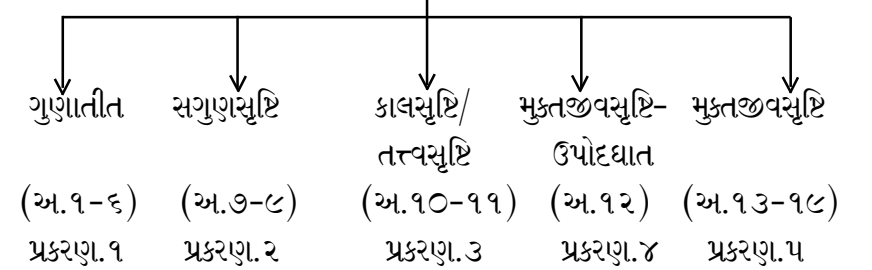 ગુણાતીત સગુણસૃષ્ટિ કાલસૃષ્ટિ/ મુક્તજીવસૃષ્ટિ– મુક્તજીવસૃષ્ટિ
તત્ત્વસૃષ્ટિ ઉપોદઘાત
(અ.૧-૬) (અ.૭-૯) (અ.૧૦-૧૧) (અ.૧૨) (અ.૧૩-૧૯)
પ્રકરણ.૧ પ્રકરણ.૨ પ્રકરણ.૩ પ્રકરણ.૪ પ્રકરણ.૫